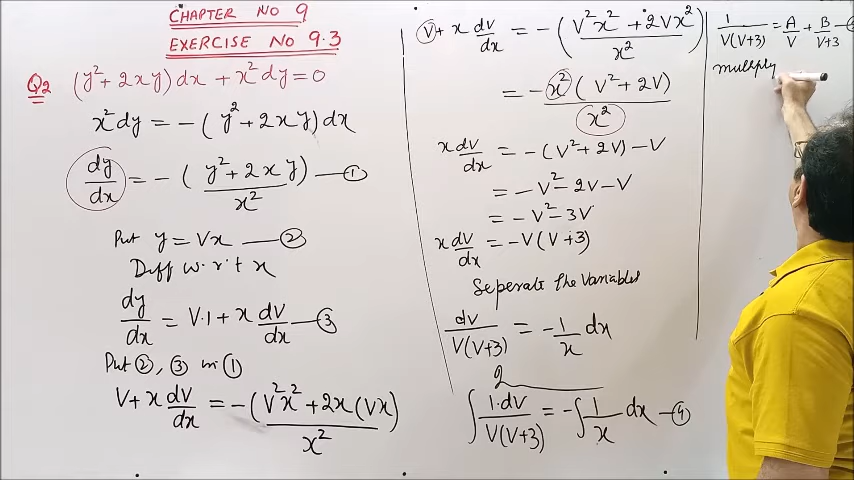 CHAPTER NO 9
EXERCISE NO 9.3
Q2 (y² + 2xy) dx + x² dy = 0
x² dy = -(y² + 2xy) dx
dy/dx = -(y² + 2xy)/x² — ①
Put y = Vx — ②
Diff w.r.t x
dy/dx = V.1 + x dV/dx — ③
Put ②, ③ in ①
V + x dV/dx = -(V²x² + 2x(Vx))/x²
V + x dV/dx = -(V²x² + 2Vx²)/x²
= -x²(V² + 2V)/x²
x dV/dx = -(V² + 2V) - V
= -V² - 2V - V
= -V² - 3V
x dV/dx = -V(V+3)
Seperate the Variables
dV/V(V+3) = -1/x dx
∫ 1.dV/V(V+3) = -∫ 1/x dx — ④
1/V(V+3) = A/V + B/V+3 —
multiply